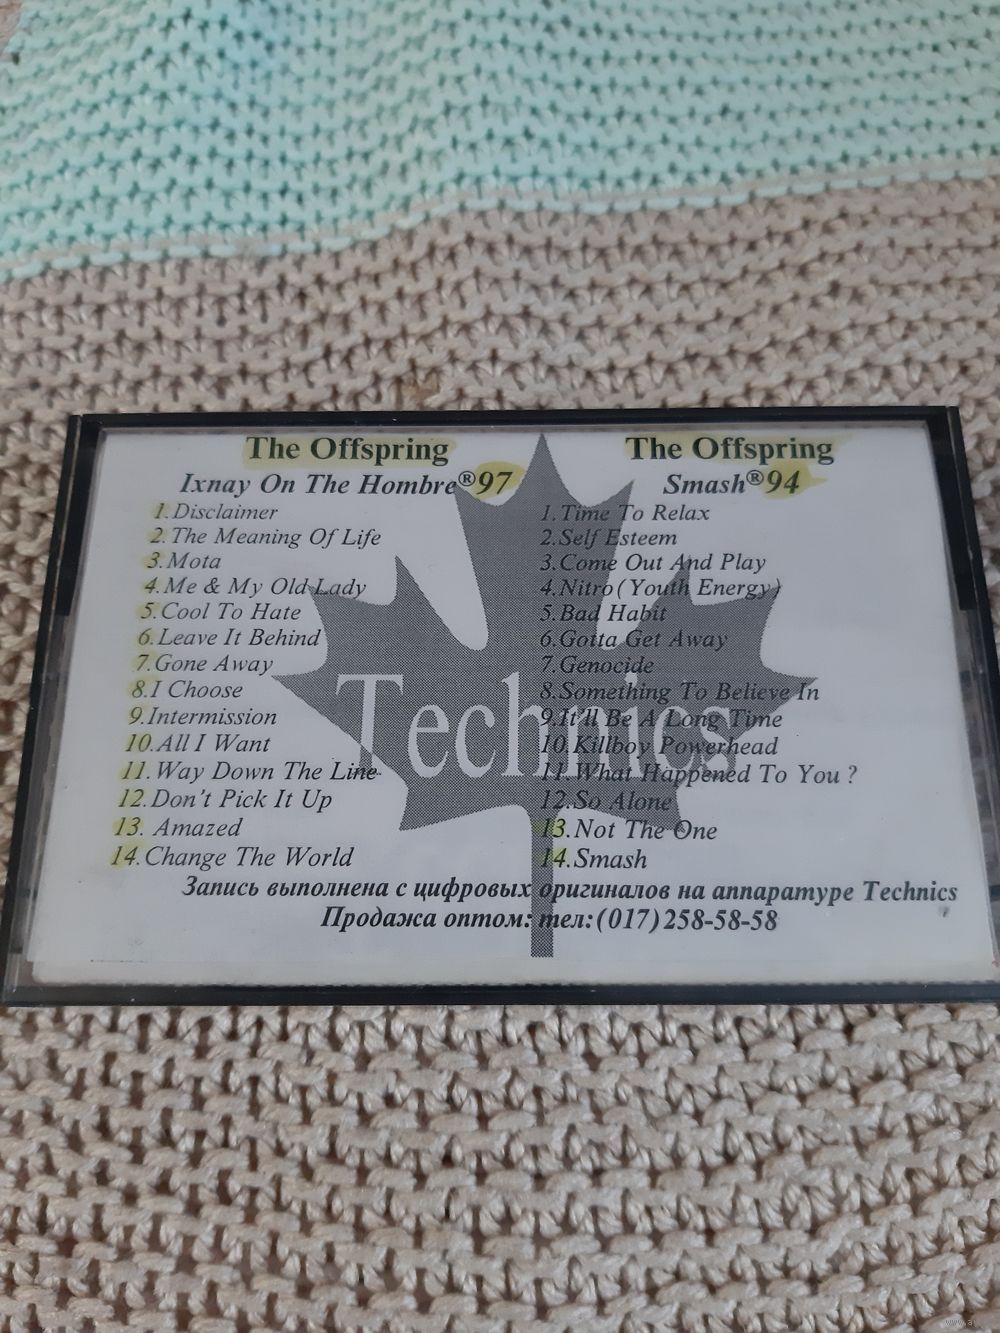 The Offspring
Ixnay On The Hombre®97
1.Disclaimer
2.The Meaning Of Life
3.Mota
4.Me & My Old Lady
5.Cool To Hate
6.Leave It Behind
7.Gone Away
8.I Choose
9.Intermission
10.All I Want
11.Way Down The Line
12.Don't Pick It Up
13. Amazed
14.Change The World
The Offspring
Smash®94
1.Time To Relax
2.Self Esteem
3.Come Out And Play
4.Nitro(Youth Energy)
5.Bad Habit
6.Gotta Get Away
7.Genocide
8.Something To Believe In
9.It'll Be A Long Time
10.Killboy Powerhead
11.What Happened To You ?
12.So Alone
13.Not The One
14.Smash
Technics
Запись выполнена с цифровых оригиналов на аппаратуре Technics
Продажа оптом: тел:(017)258-58-58